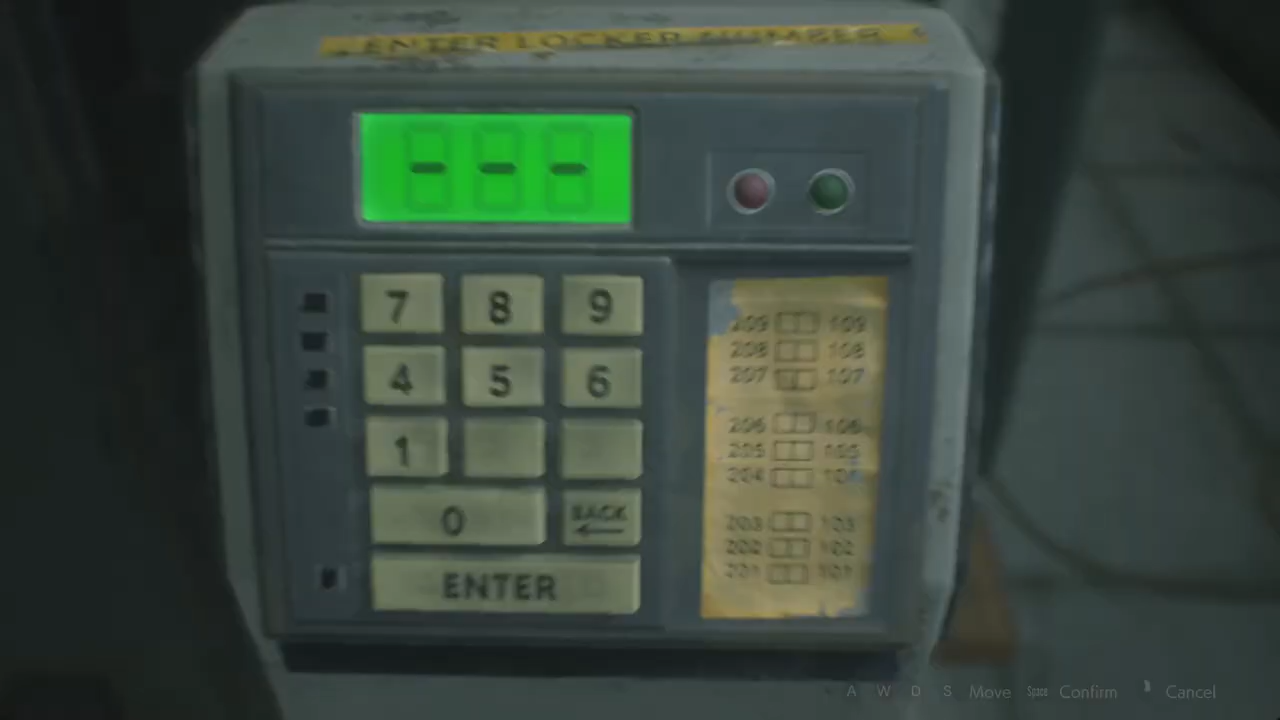 ENTER LOCKER NUMBER
---
7 8 9
4 5 6
1
0 BACK
ENTER
209 109
208 108
207 107
206 106
205 105
204 104
203 103
202 102
201 101
A W D S Move Space Confirm Cancel